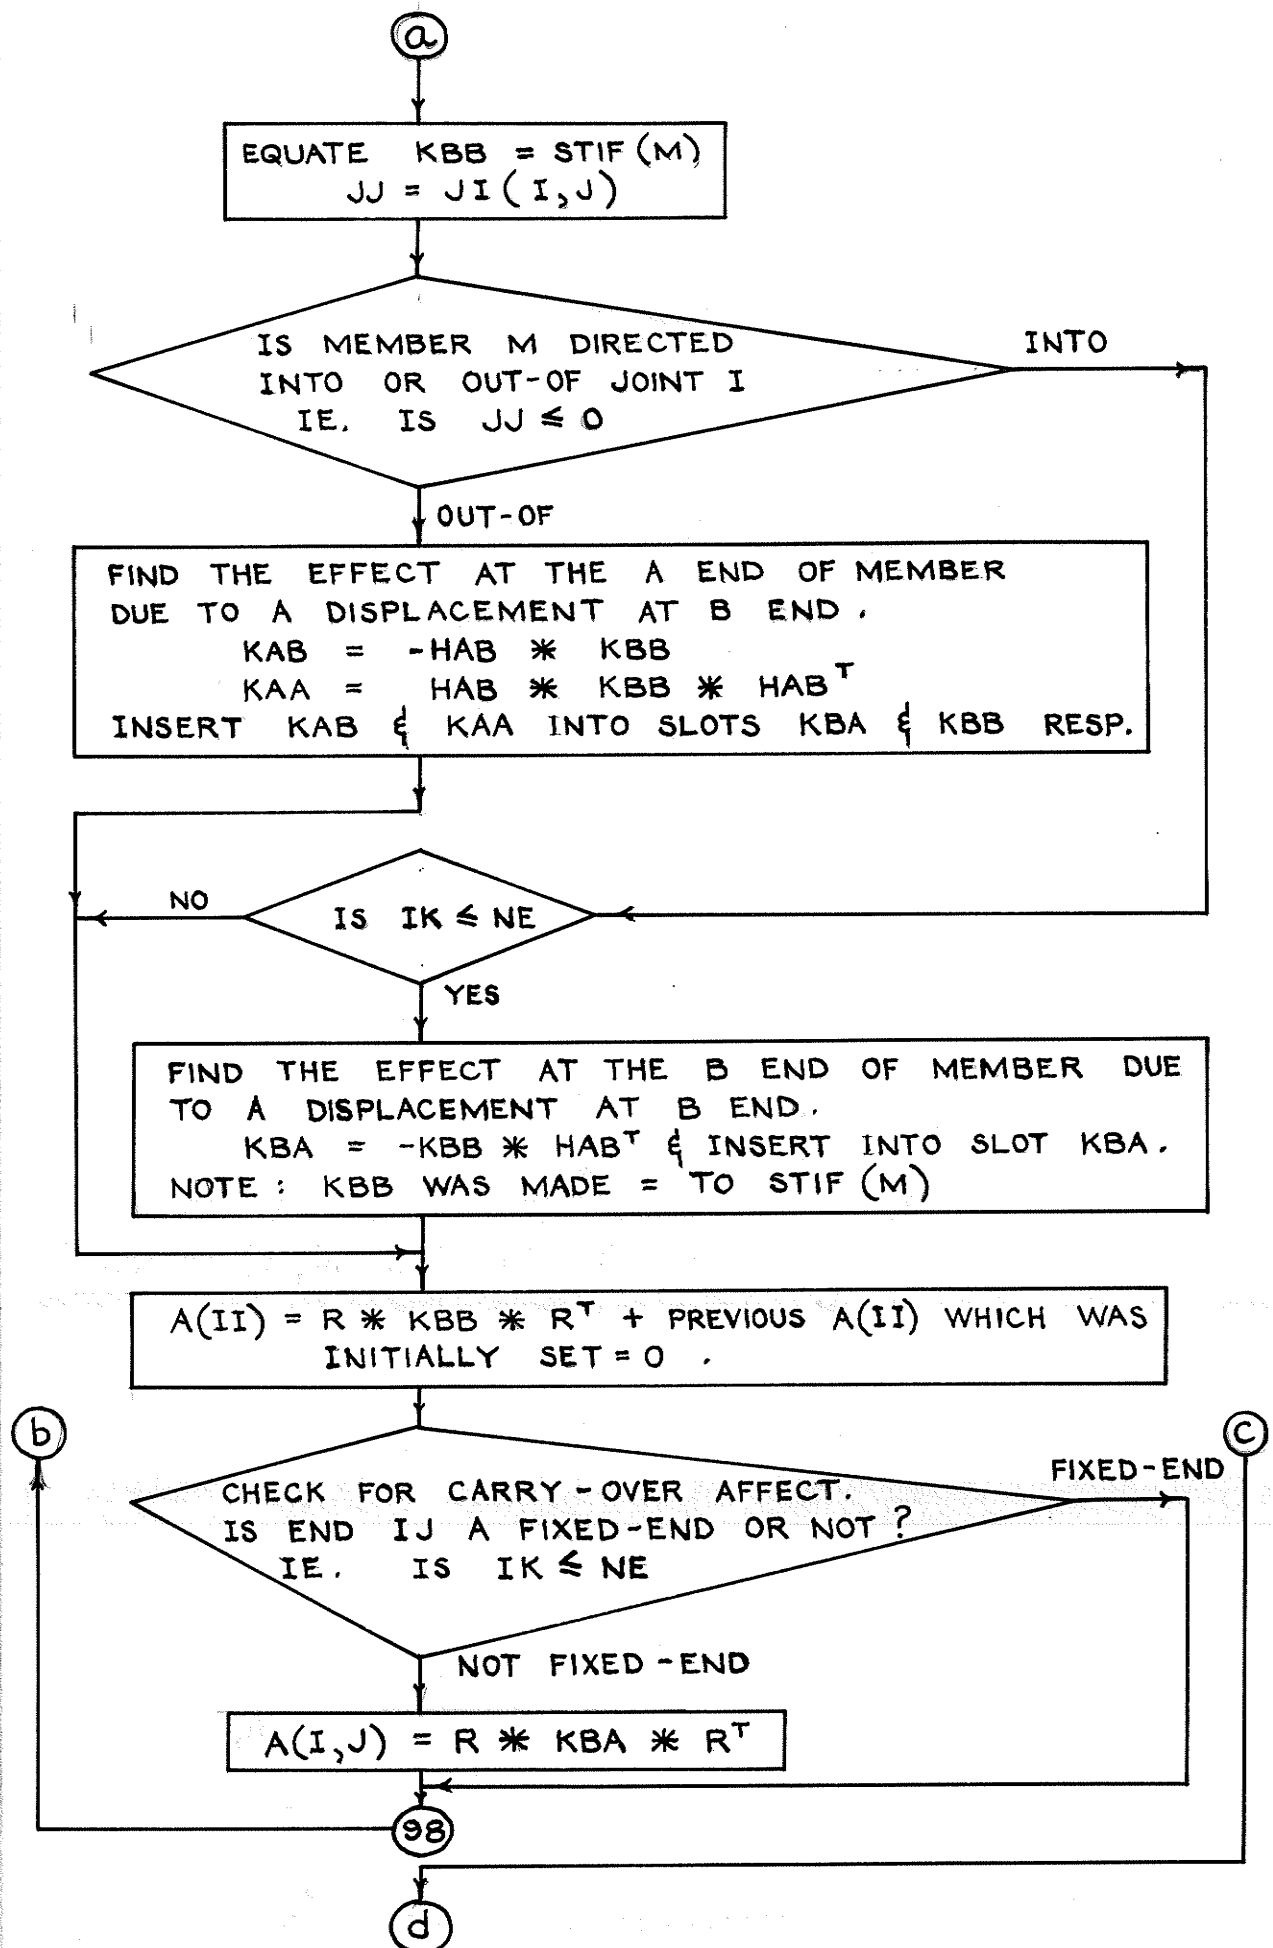 a
EQUATE KBB = STIF(M)
JJ = JI(I,J)
IS MEMBER M DIRECTED
INTO OR OUT-OF JOINT I
IE. IS JJ ≤ 0
INTO
OUT-OF
FIND THE EFFECT AT THE A END OF MEMBER
DUE TO A DISPLACEMENT AT B END.
KAB = -HAB * KBB
KAA = HAB * KBB * HABᵀ
INSERT KAB & KAA INTO SLOTS KBA & KBB RESP.
NO
IS IK ≤ NE
YES
FIND THE EFFECT AT THE B END OF MEMBER DUE
TO A DISPLACEMENT AT B END.
KBA = -KBB * HABᵀ & INSERT INTO SLOT KBA.
NOTE: KBB WAS MADE = TO STIF(M)
A(II) = R * KBB * Rᵀ + PREVIOUS A(II) WHICH WAS
INITIALLY SET = 0 .
b
c
FIXED-END
CHECK FOR CARRY-OVER AFFECT.
IS END IJ A FIXED-END OR NOT?
IE. IS IK ≤ NE
NOT FIXED-END
A(I,J) = R * KBA * Rᵀ
98
d